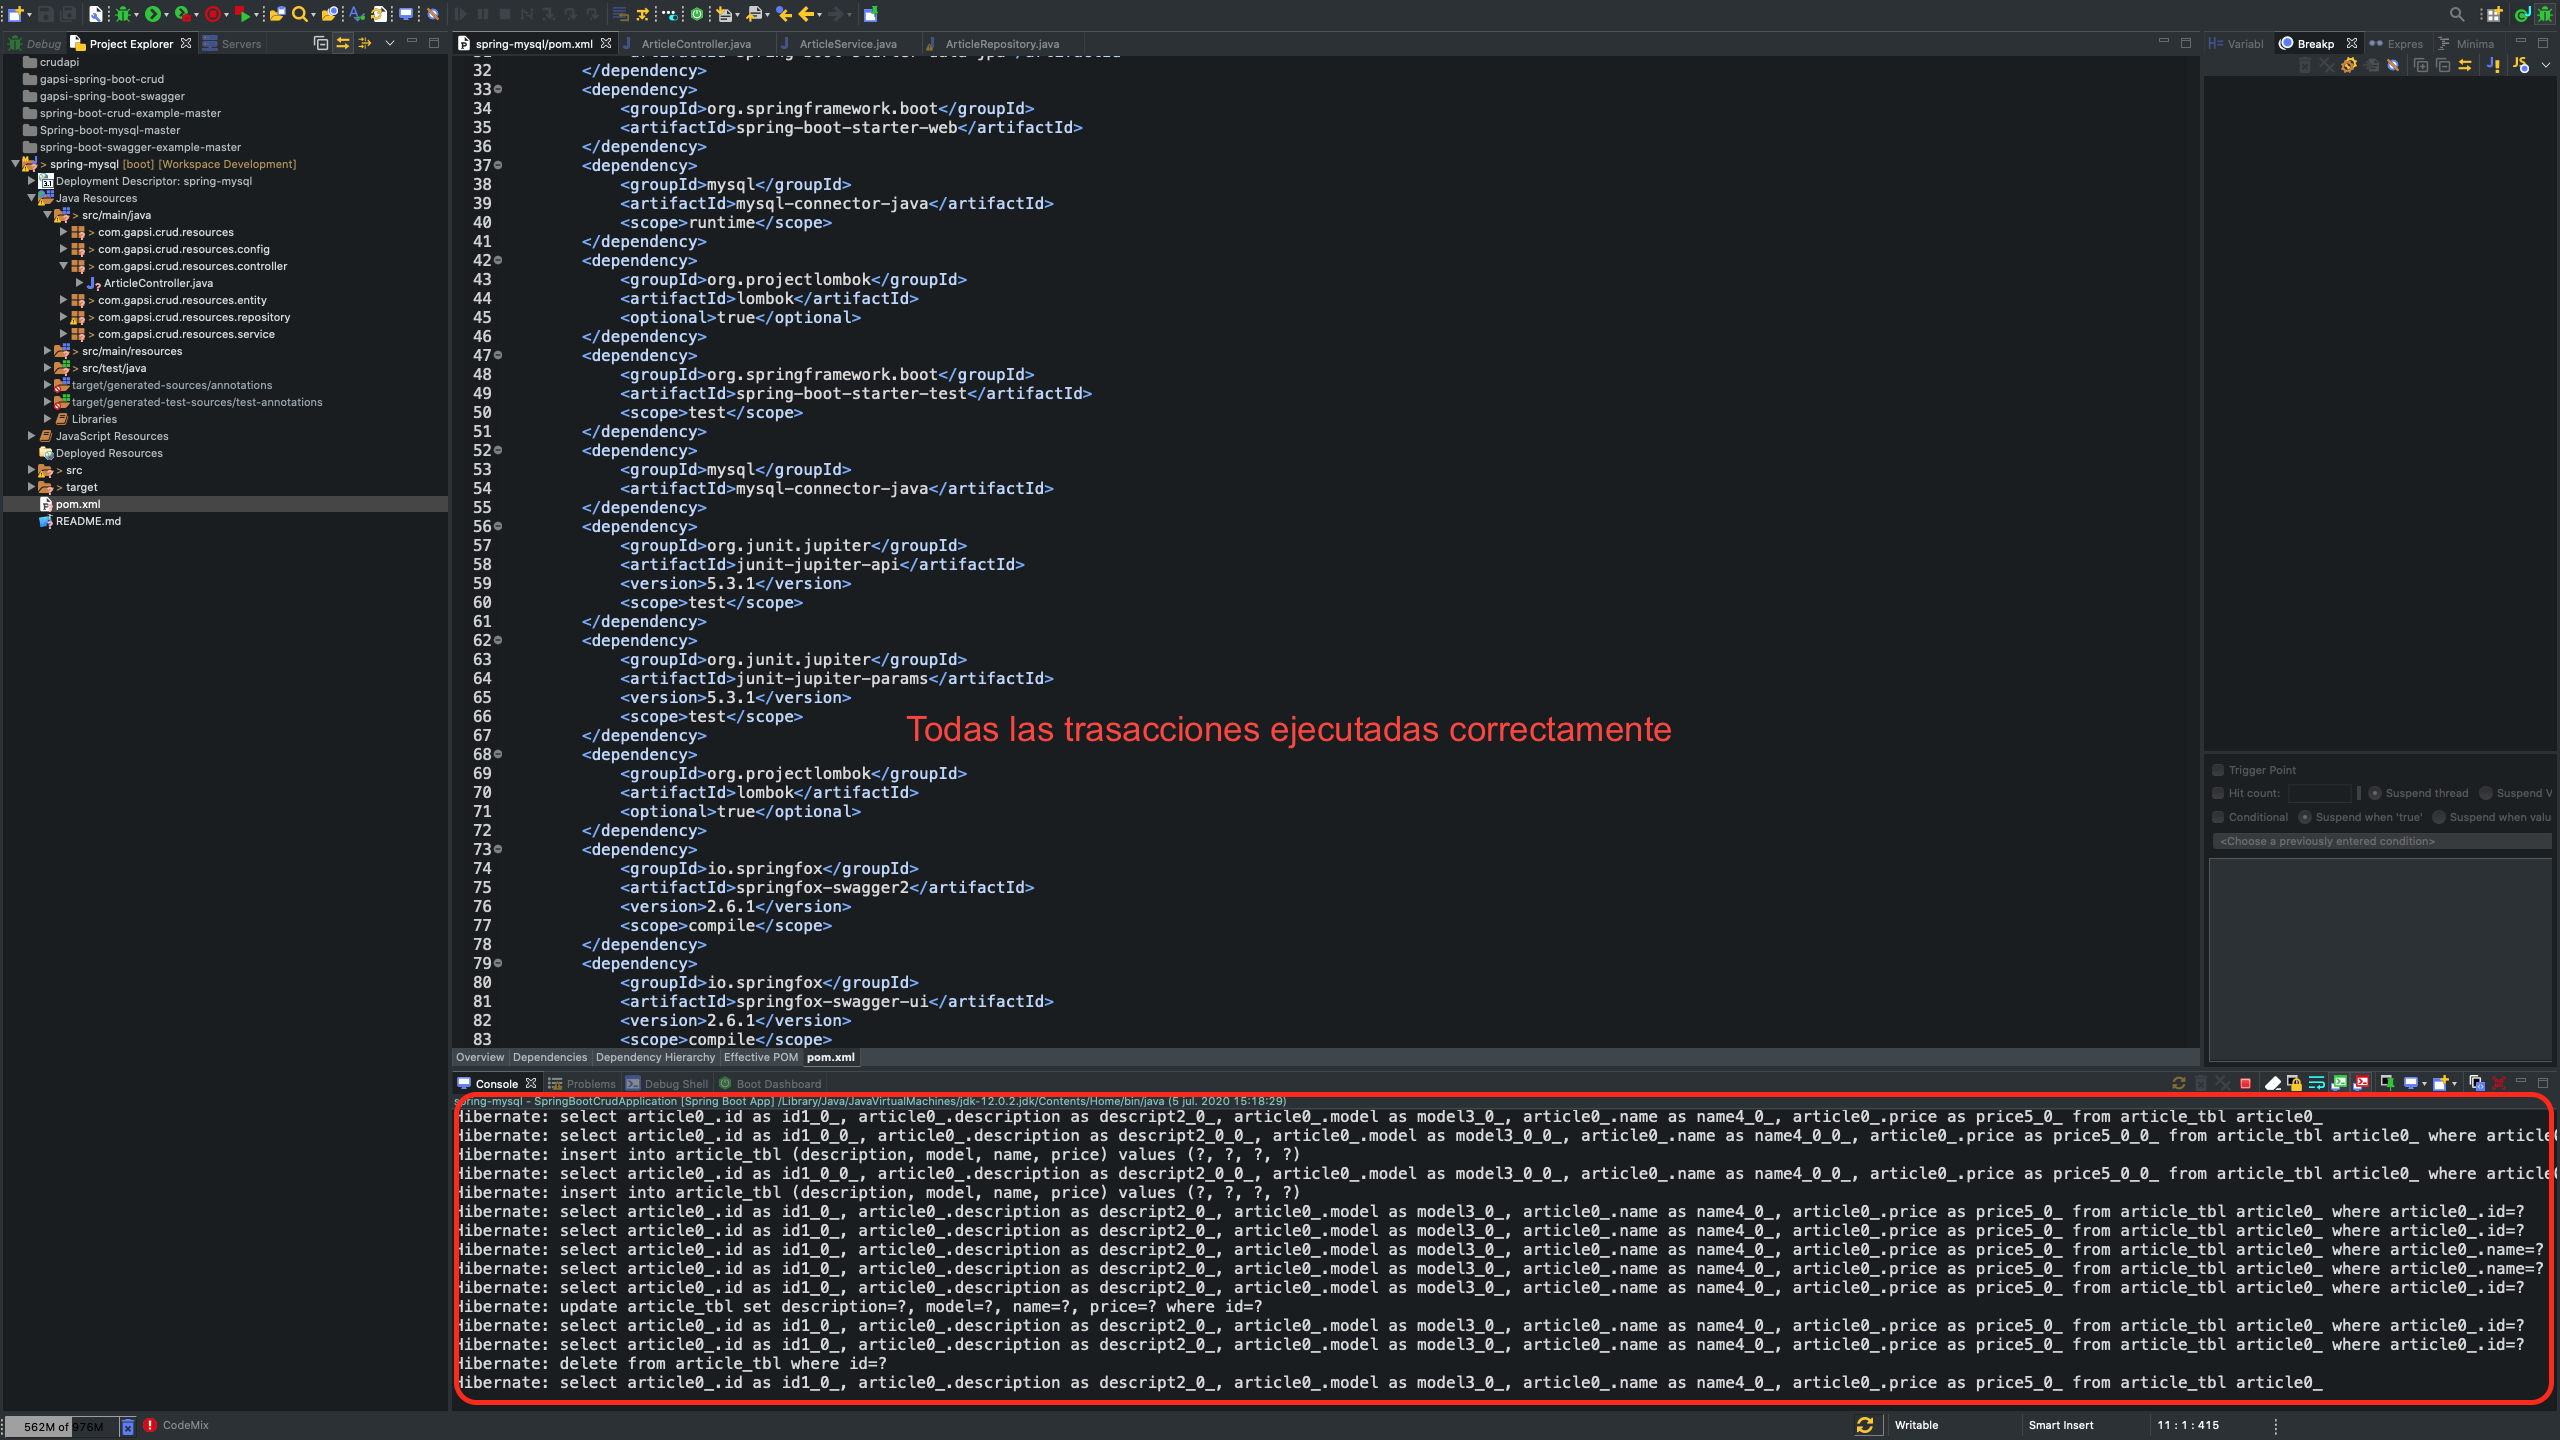 Debug
Project Explorer
Servers
crudapi
gapsi-spring-boot-crud
gapsi-spring-boot-swagger
spring-boot-crud-example-master
Spring-boot-mysql-master
spring-boot-swagger-example-master
> spring-mysql [boot] [Workspace Development]
Deployment Descriptor: spring-mysql
Java Resources
> src/main/java
> com.gapsi.crud.resources
> com.gapsi.crud.resources.config
> com.gapsi.crud.resources.controller
ArticleController.java
> com.gapsi.crud.resources.entity
> com.gapsi.crud.resources.repository
> com.gapsi.crud.resources.service
> src/main/resources
> src/test/java
target/generated-sources/annotations
target/generated-test-sources/test-annotations
Libraries
JavaScript Resources
Deployed Resources
> src
> target
pom.xml
README.md
spring-mysql/pom.xml
ArticleController.java
ArticleService.java
ArticleRepository.java
32 </dependency>
33 <dependency>
34 <groupId>org.springframework.boot</groupId>
35 <artifactId>spring-boot-starter-web</artifactId>
36 </dependency>
37 <dependency>
38 <groupId>mysql</groupId>
39 <artifactId>mysql-connector-java</artifactId>
40 <scope>runtime</scope>
41 </dependency>
42 <dependency>
43 <groupId>org.projectlombok</groupId>
44 <artifactId>lombok</artifactId>
45 <optional>true</optional>
46 </dependency>
47 <dependency>
48 <groupId>org.springframework.boot</groupId>
49 <artifactId>spring-boot-starter-test</artifactId>
50 <scope>test</scope>
51 </dependency>
52 <dependency>
53 <groupId>mysql</groupId>
54 <artifactId>mysql-connector-java</artifactId>
55 </dependency>
56 <dependency>
57 <groupId>org.junit.jupiter</groupId>
58 <artifactId>junit-jupiter-api</artifactId>
59 <version>5.3.1</version>
60 <scope>test</scope>
61 </dependency>
62 <dependency>
63 <groupId>org.junit.jupiter</groupId>
64 <artifactId>junit-jupiter-params</artifactId>
65 <version>5.3.1</version>
66 <scope>test</scope>
Todas las trasacciones ejecutadas correctamente
67 </dependency>
68 <dependency>
69 <groupId>org.projectlombok</groupId>
70 <artifactId>lombok</artifactId>
71 <optional>true</optional>
72 </dependency>
73 <dependency>
74 <groupId>io.springfox</groupId>
75 <artifactId>springfox-swagger2</artifactId>
76 <version>2.6.1</version>
77 <scope>compile</scope>
78 </dependency>
79 <dependency>
80 <groupId>io.springfox</groupId>
81 <artifactId>springfox-swagger-ui</artifactId>
82 <version>2.6.1</version>
83 <scope>compile</scope>
Overview Dependencies Dependency Hierarchy Effective POM pom.xml
Variabl
Breakp
Expres
Minima
Trigger Point
Hit count: Suspend thread Suspend V
Conditional Suspend when 'true' Suspend when valu
<Choose a previously entered condition>
Console Problems Debug Shell Boot Dashboard
spring-mysql - SpringBootCrudApplication [Spring Boot App] /Library/Java/JavaVirtualMachines/jdk-12.0.2.jdk/Contents/Home/bin/java (5 jul. 2020 15:18:29)
Hibernate: select article0_.id as id1_0_, article0_.description as descript2_0_, article0_.model as model3_0_, article0_.name as name4_0_, article0_.price as price5_0_ from article_tbl article0_
Hibernate: select article0_.id as id1_0_0_, article0_.description as descript2_0_0_, article0_.model as model3_0_0_, article0_.name as name4_0_0_, article0_.price as price5_0_0_ from article_tbl article0_ where article0
Hibernate: insert into article_tbl (description, model, name, price) values (?, ?, ?, ?)
Hibernate: select article0_.id as id1_0_0_, article0_.description as descript2_0_0_, article0_.model as model3_0_0_, article0_.name as name4_0_0_, article0_.price as price5_0_0_ from article_tbl article0_ where article0
Hibernate: insert into article_tbl (description, model, name, price) values (?, ?, ?, ?)
Hibernate: select article0_.id as id1_0_, article0_.description as descript2_0_, article0_.model as model3_0_, article0_.name as name4_0_, article0_.price as price5_0_ from article_tbl article0_ where article0_.id=?
Hibernate: select article0_.id as id1_0_, article0_.description as descript2_0_, article0_.model as model3_0_, article0_.name as name4_0_, article0_.price as price5_0_ from article_tbl article0_ where article0_.id=?
Hibernate: select article0_.id as id1_0_, article0_.description as descript2_0_, article0_.model as model3_0_, article0_.name as name4_0_, article0_.price as price5_0_ from article_tbl article0_ where article0_.name=?
Hibernate: select article0_.id as id1_0_, article0_.description as descript2_0_, article0_.model as model3_0_, article0_.name as name4_0_, article0_.price as price5_0_ from article_tbl article0_ where article0_.name=?
Hibernate: select article0_.id as id1_0_, article0_.description as descript2_0_, article0_.model as model3_0_, article0_.name as name4_0_, article0_.price as price5_0_ from article_tbl article0_ where article0_.id=?
Hibernate: update article_tbl set description=?, model=?, name=?, price=? where id=?
Hibernate: select article0_.id as id1_0_, article0_.description as descript2_0_, article0_.model as model3_0_, article0_.name as name4_0_, article0_.price as price5_0_ from article_tbl article0_ where article0_.id=?
Hibernate: select article0_.id as id1_0_, article0_.description as descript2_0_, article0_.model as model3_0_, article0_.name as name4_0_, article0_.price as price5_0_ from article_tbl article0_ where article0_.id=?
Hibernate: delete from article_tbl where id=?
Hibernate: select article0_.id as id1_0_, article0_.description as descript2_0_, article0_.model as model3_0_, article0_.name as name4_0_, article0_.price as price5_0_ from article_tbl article0_
562M of 976M CodeMix Writable Smart Insert 11 : 1 : 415